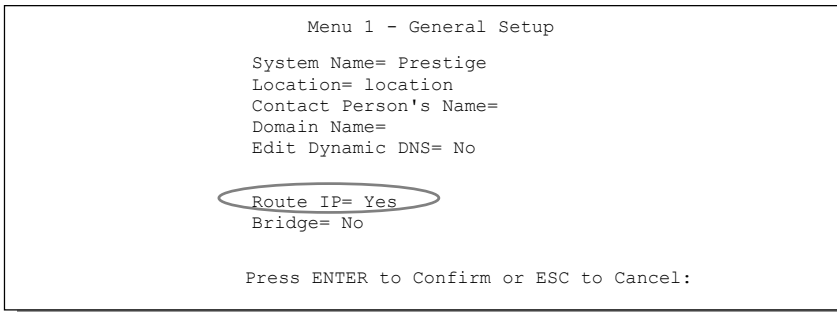 Menu 1 - General Setup
System Name= Prestige
Location= location
Contact Person's Name=
Domain Name=
Edit Dynamic DNS= No
Route IP= Yes
Bridge= No
Press ENTER to Confirm or ESC to Cancel: